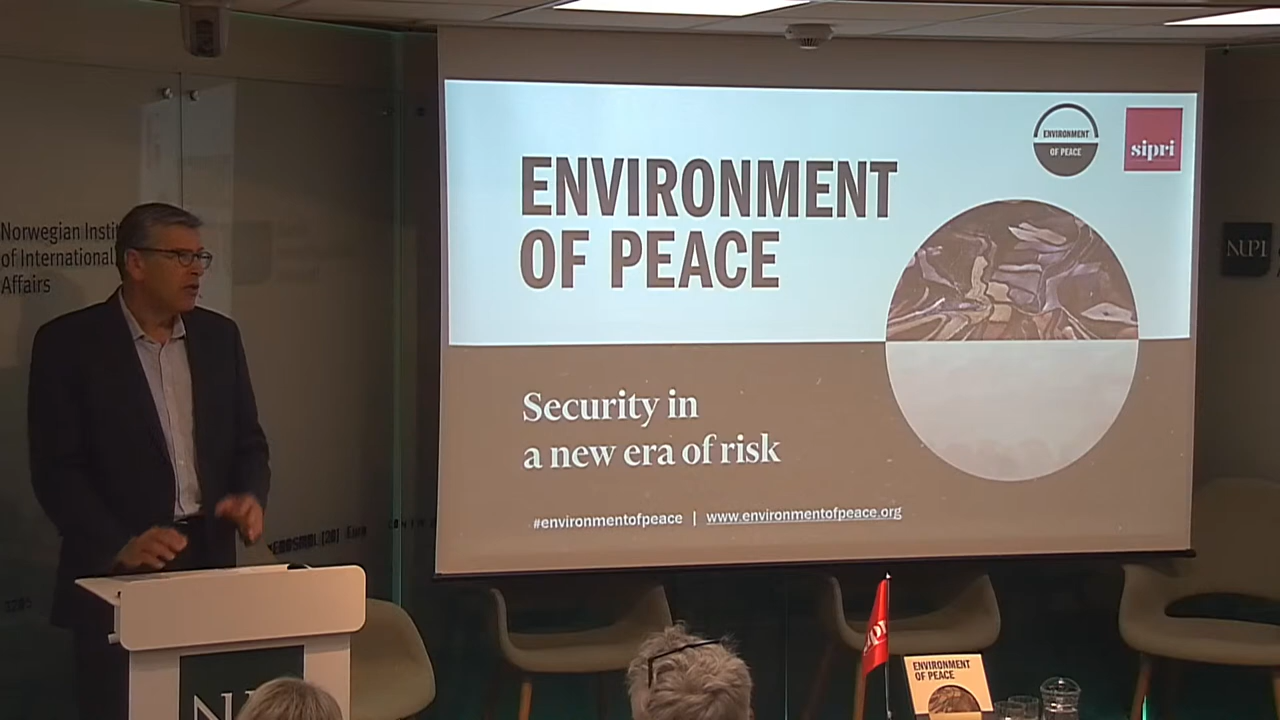 Norwegian Insti
of International
Affairs
ENVIRONMENT
OF PEACE
ENVIRONMENT
OF PEACE
sipri
Security in
a new era of risk
#environmentofpeace | www.environmentofpeace.org
NUPI
ENVIRONMENT
OF PEACE